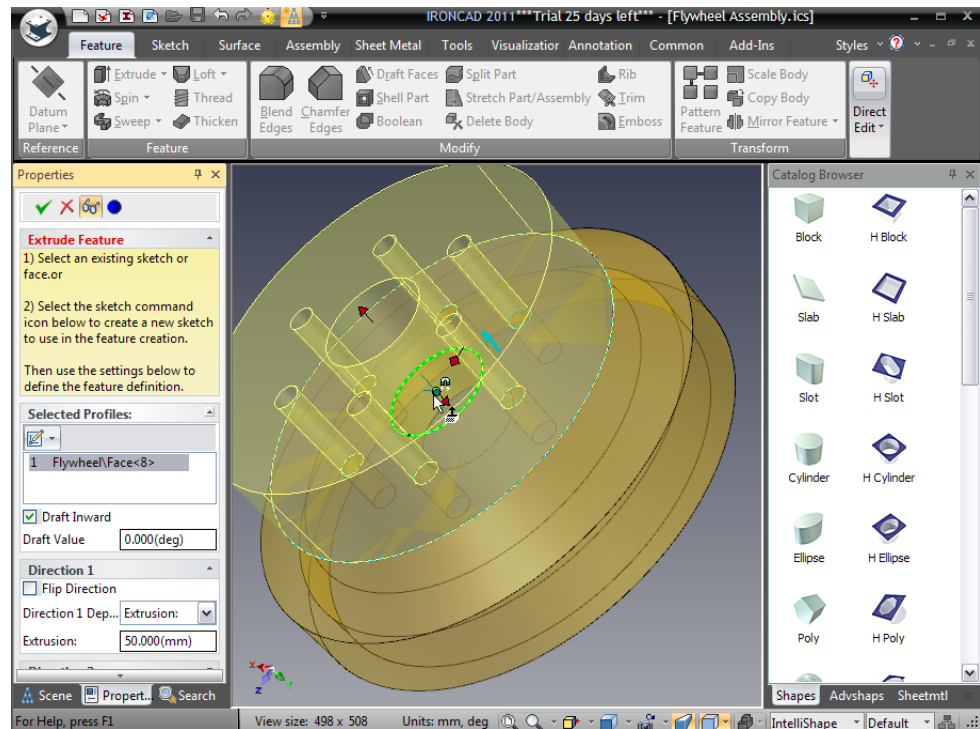 IRONCAD 2011***Trial 25 days left*** - [Flywheel Assembly.ics]
Feature Sketch Surface Assembly Sheet Metal Tools Visualization Annotation Common Add-Ins Styles
Datum Plane
Reference
Extrude Loft
Spin Thread
Sweep Thicken
Feature
Blend Edges
Chamfer Edges
Draft Faces Split Part Rib
Shell Part Stretch Part/Assembly Trim
Boolean Delete Body Emboss
Modify
Pattern Feature
Scale Body
Copy Body
Mirror Feature
Transform
Direct Edit
Properties
Extrude Feature
1) Select an existing sketch or
face.or
2) Select the sketch command
icon below to create a new sketch
to use in the feature creation.
Then use the settings below to
define the feature definition.
Selected Profiles:
1 Flywheel\Face<8>
Draft Inward
Draft Value 0.000(deg)
Direction 1
Flip Direction
Direction 1 Dep... Extrusion:
Extrusion: 50.000(mm)
Scene Propert... Search
X Y Z
Catalog Browser
Block H Block
Slab H Slab
Slot H Slot
Cylinder H Cylinder
Ellipse H Ellipse
Poly H Poly
Shapes Advshaps Sheetmtl
For Help, press F1 View size: 498 x 508 Units: mm, deg IntelliShape Default